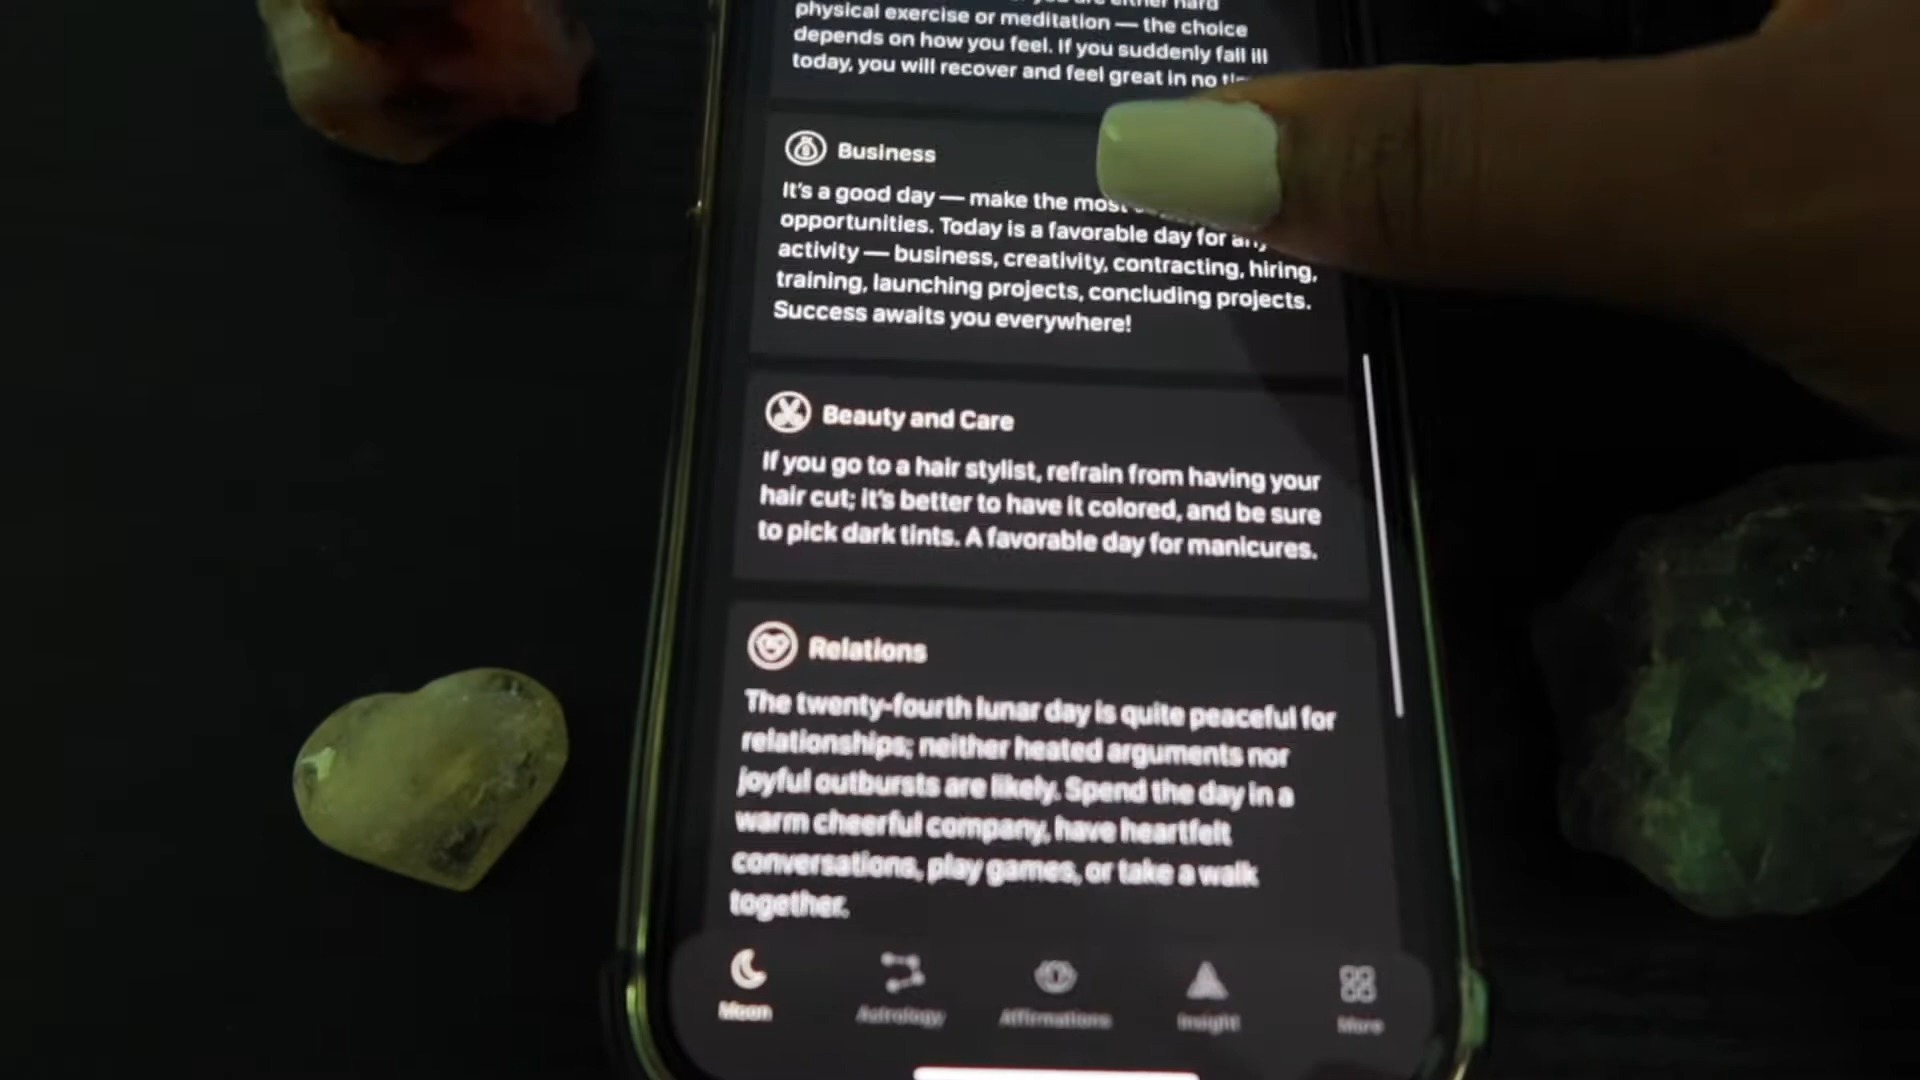 physical exercise or meditation — the choice
depends on how you feel. If you suddenly fall ill
today, you will recover and feel great in no
Business
It's a good day — make the most
opportunities. Today is a favorable day for any
activity — business, creativity, contracting, hiring,
training, launching projects, concluding projects.
Success awaits you everywhere!
Beauty and Care
If you go to a hair stylist, refrain from having your
hair cut; it's better to have it colored, and be sure
to pick dark tints. A favorable day for manicures.
Relations
The twenty-fourth lunar day is quite peaceful for
relationships; neither heated arguments nor
joyful outbursts are likely. Spend the day in a
warm cheerful company, have heartfelt
conversations, play games, or take a walk
together.
Moon
Astrology
Affirmations
Insight
More